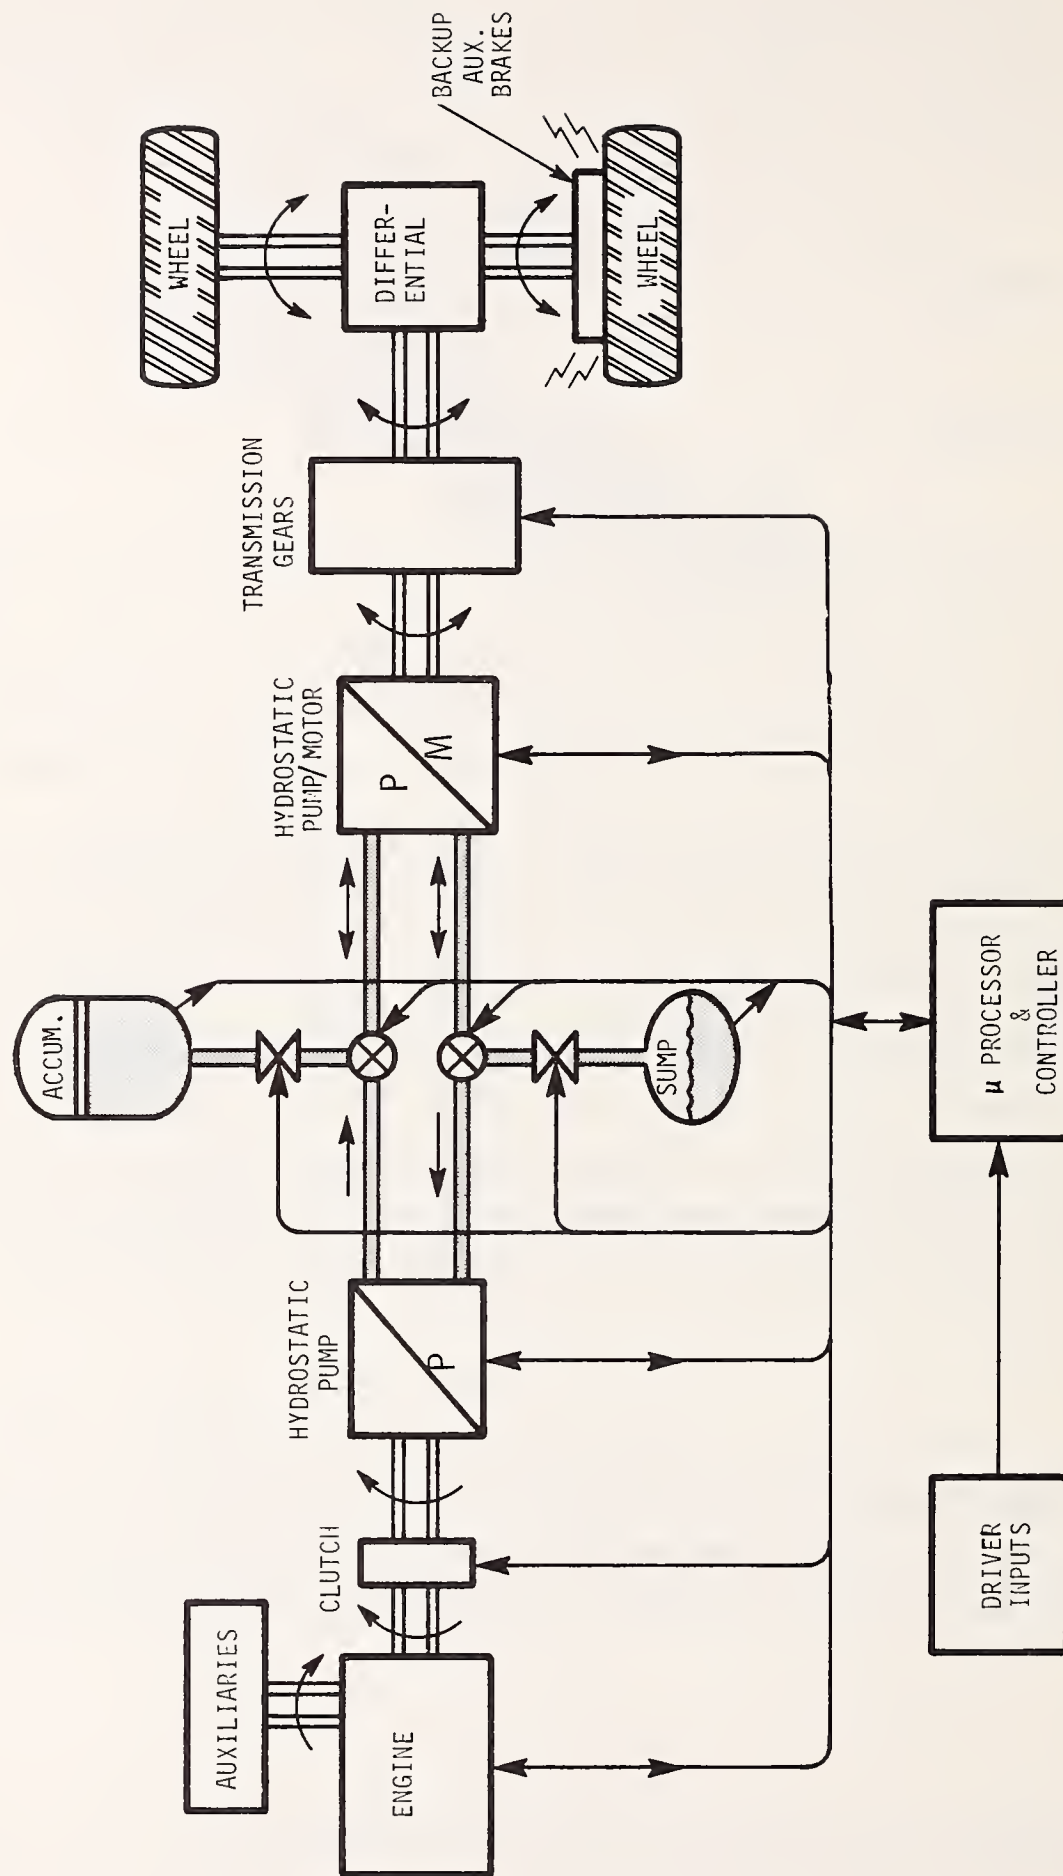 ACCUM.
AUXILIARIES
ENGINE
CLUTCH
HYDROSTATIC
PUMP
P
HYDROSTATIC
PUMP/MOTOR
P
M
TRANSMISSION
GEARS
WHEEL
DIFFER-
ENTIAL
BACKUP
AUX.
BRAKES
WHEEL
SUMP
DRIVER
INPUTS
μ PROCESSOR
&
CONTROLLER